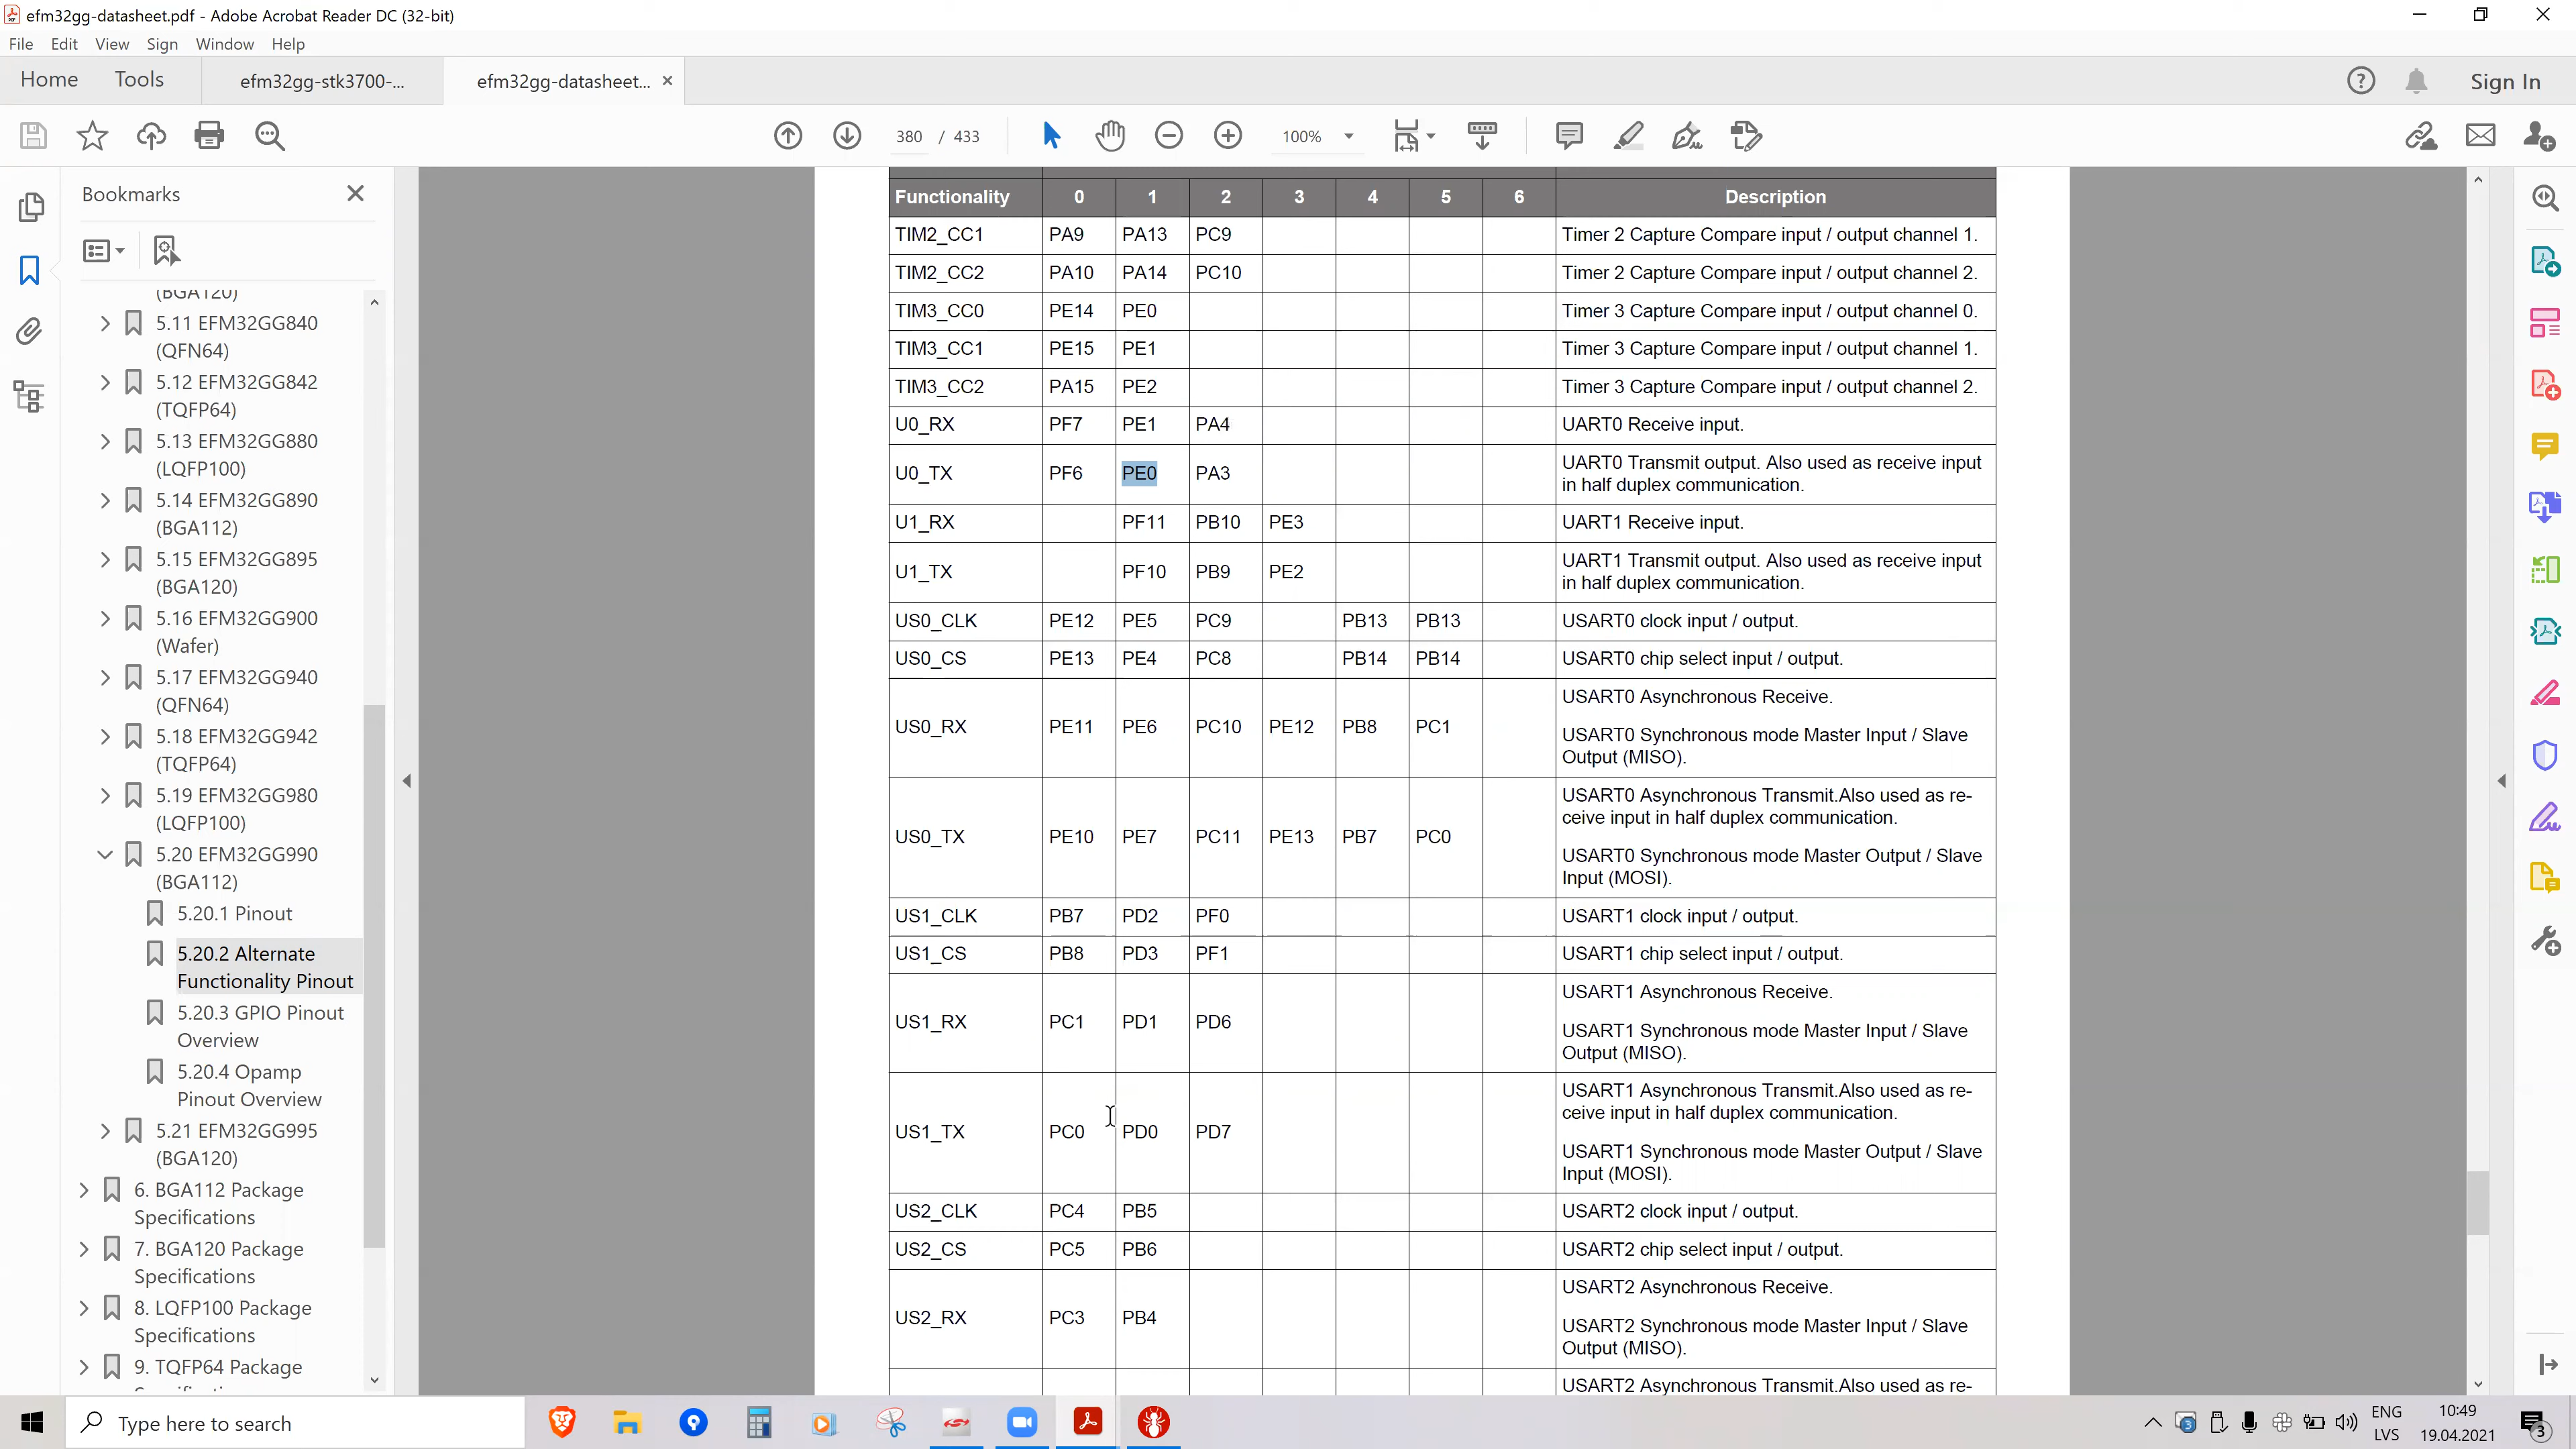 efm32gg-datasheet.pdf - Adobe Acrobat Reader DC (32-bit)
File Edit View Sign Window Help
Home Tools efm32gg-stk3700-... efm32gg-datasheet... Sign In
380 / 433 100%
Bookmarks
(BGA120)
5.11 EFM32GG840
(QFN64)
5.12 EFM32GG842
(TQFP64)
5.13 EFM32GG880
(LQFP100)
5.14 EFM32GG890
(BGA112)
5.15 EFM32GG895
(BGA120)
5.16 EFM32GG900
(Wafer)
5.17 EFM32GG940
(QFN64)
5.18 EFM32GG942
(TQFP64)
5.19 EFM32GG980
(LQFP100)
5.20 EFM32GG990
(BGA112)
5.20.1 Pinout
5.20.2 Alternate
Functionality Pinout
5.20.3 GPIO Pinout
Overview
5.20.4 Opamp
Pinout Overview
5.21 EFM32GG995
(BGA120)
6. BGA112 Package
Specifications
7. BGA120 Package
Specifications
8. LQFP100 Package
Specifications
9. TQFP64 Package
Functionality 0 1 2 3 4 5 6 Description
TIM2_CC1 PA9 PA13 PC9 Timer 2 Capture Compare input / output channel 1.
TIM2_CC2 PA10 PA14 PC10 Timer 2 Capture Compare input / output channel 2.
TIM3_CC0 PE14 PE0 Timer 3 Capture Compare input / output channel 0.
TIM3_CC1 PE15 PE1 Timer 3 Capture Compare input / output channel 1.
TIM3_CC2 PA15 PE2 Timer 3 Capture Compare input / output channel 2.
U0_RX PF7 PE1 PA4 UART0 Receive input.
U0_TX PF6 PE0 PA3 UART0 Transmit output. Also used as receive input
in half duplex communication.
U1_RX PF11 PB10 PE3 UART1 Receive input.
U1_TX PF10 PB9 PE2 UART1 Transmit output. Also used as receive input
in half duplex communication.
US0_CLK PE12 PE5 PC9 PB13 PB13 USART0 clock input / output.
US0_CS PE13 PE4 PC8 PB14 PB14 USART0 chip select input / output.
US0_RX PE11 PE6 PC10 PE12 PB8 PC1 USART0 Asynchronous Receive.
USART0 Synchronous mode Master Input / Slave
Output (MISO).
US0_TX PE10 PE7 PC11 PE13 PB7 PC0 USART0 Asynchronous Transmit.Also used as re-
ceive input in half duplex communication.
USART0 Synchronous mode Master Output / Slave
Input (MOSI).
US1_CLK PB7 PD2 PF0 USART1 clock input / output.
US1_CS PB8 PD3 PF1 USART1 chip select input / output.
US1_RX PC1 PD1 PD6 USART1 Asynchronous Receive.
USART1 Synchronous mode Master Input / Slave
Output (MISO).
US1_TX PC0 PD0 PD7 USART1 Asynchronous Transmit.Also used as re-
ceive input in half duplex communication.
USART1 Synchronous mode Master Output / Slave
Input (MOSI).
US2_CLK PC4 PB5 USART2 clock input / output.
US2_CS PC5 PB6 USART2 chip select input / output.
US2_RX PC3 PB4 USART2 Asynchronous Receive.
USART2 Synchronous mode Master Input / Slave
Output (MISO).
USART2 Asynchronous Transmit.Also used as re-
Type here to search
3
ENG
LVS
10:49
19.04.2021
3